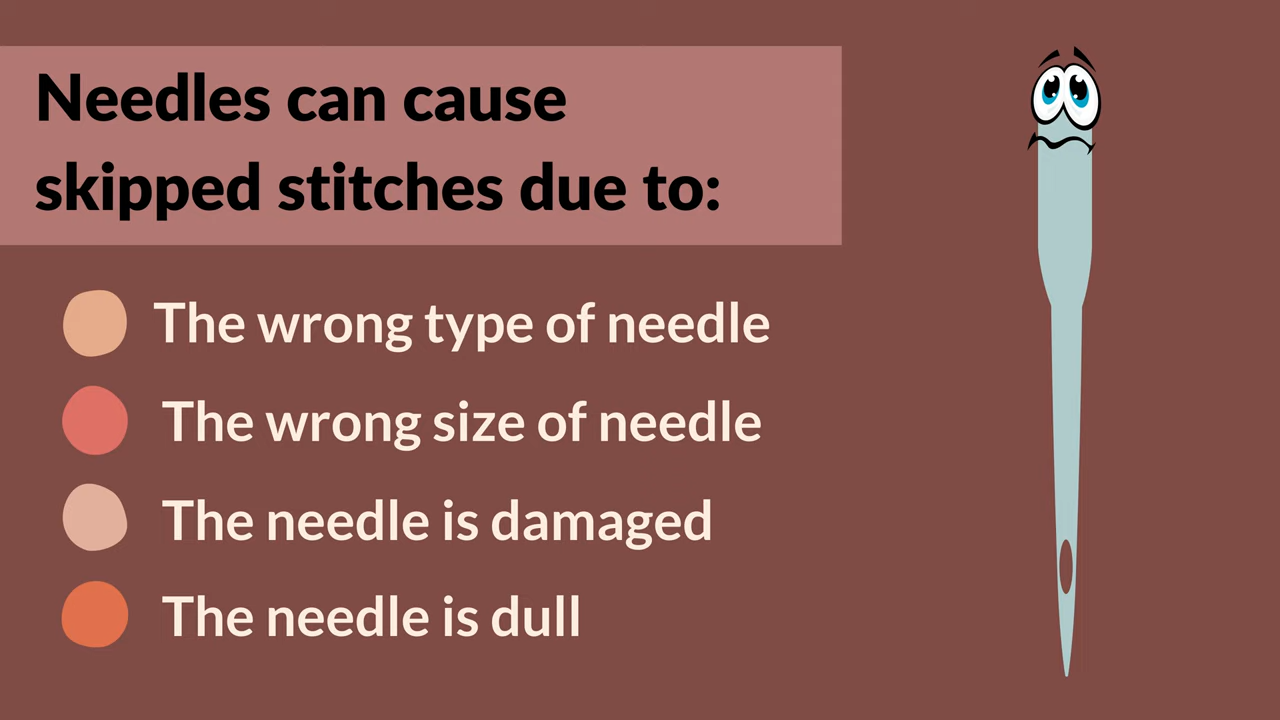 Needles can cause
skipped stitches due to:
The wrong type of needle
The wrong size of needle
The needle is damaged
The needle is dull